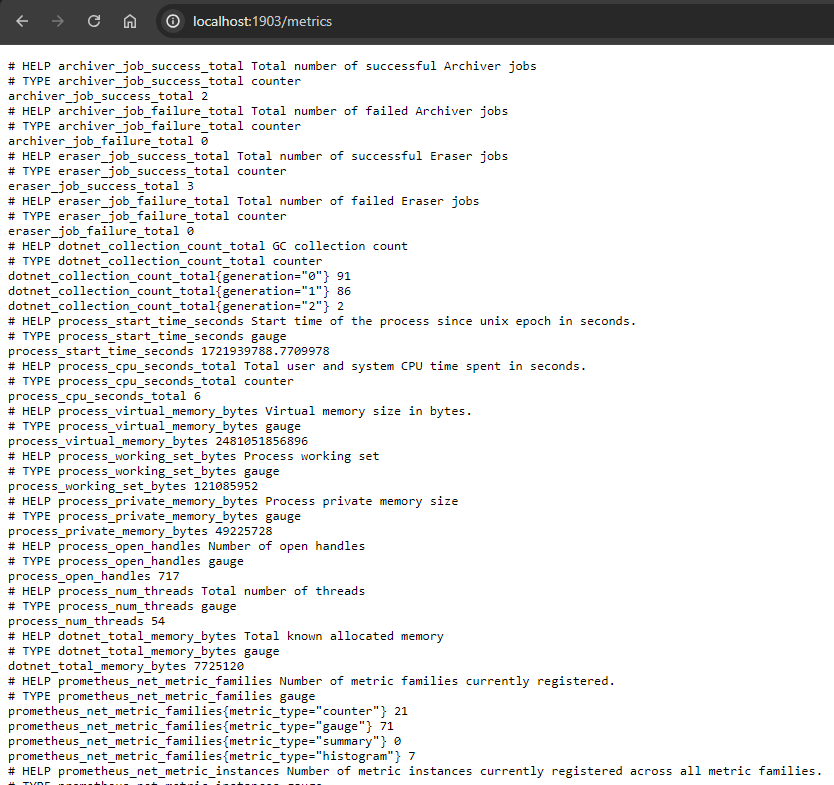 localhost:1903/metrics
# HELP archiver_job_success_total Total number of successful Archiver jobs
# TYPE archiver_job_success_total counter
archiver_job_success_total 2
# HELP archiver_job_failure_total Total number of failed Archiver jobs
# TYPE archiver_job_failure_total counter
archiver_job_failure_total 0
# HELP eraser_job_success_total Total number of successful Eraser jobs
# TYPE eraser_job_success_total counter
eraser_job_success_total 3
# HELP eraser_job_failure_total Total number of failed Eraser jobs
# TYPE eraser_job_failure_total counter
eraser_job_failure_total 0
# HELP dotnet_collection_count_total GC collection count
# TYPE dotnet_collection_count_total counter
dotnet_collection_count_total{generation="0"} 91
dotnet_collection_count_total{generation="1"} 86
dotnet_collection_count_total{generation="2"} 2
# HELP process_start_time_seconds Start time of the process since unix epoch in seconds.
# TYPE process_start_time_seconds gauge
process_start_time_seconds 1721939788.7709978
# HELP process_cpu_seconds_total Total user and system CPU time spent in seconds.
# TYPE process_cpu_seconds_total counter
process_cpu_seconds_total 6
# HELP process_virtual_memory_bytes Virtual memory size in bytes.
# TYPE process_virtual_memory_bytes gauge
process_virtual_memory_bytes 2481051856896
# HELP process_working_set_bytes Process working set
# TYPE process_working_set_bytes gauge
process_working_set_bytes 121085952
# HELP process_private_memory_bytes Process private memory size
# TYPE process_private_memory_bytes gauge
process_private_memory_bytes 49225728
# HELP process_open_handles Number of open handles
# TYPE process_open_handles gauge
process_open_handles 717
# HELP process_num_threads Total number of threads
# TYPE process_num_threads gauge
process_num_threads 54
# HELP dotnet_total_memory_bytes Total known allocated memory
# TYPE dotnet_total_memory_bytes gauge
dotnet_total_memory_bytes 7725120
# HELP prometheus_net_metric_families Number of metric families currently registered.
# TYPE prometheus_net_metric_families gauge
prometheus_net_metric_families{metric_type="counter"} 21
prometheus_net_metric_families{metric_type="gauge"} 71
prometheus_net_metric_families{metric_type="summary"} 0
prometheus_net_metric_families{metric_type="histogram"} 7
# HELP prometheus_net_metric_instances Number of metric instances currently registered across all metric families.
# TYPE prometheus_net_metric_instances gauge